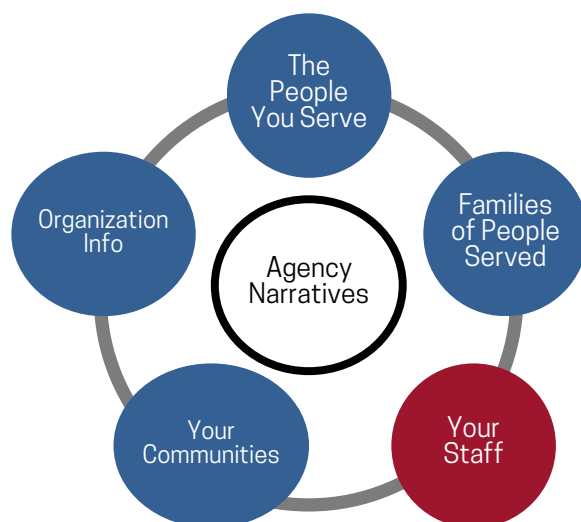 The
People
You Serve
Organization
Info
Families
of People
Served
Agency
Narratives
Your
Communities
Your
Staff